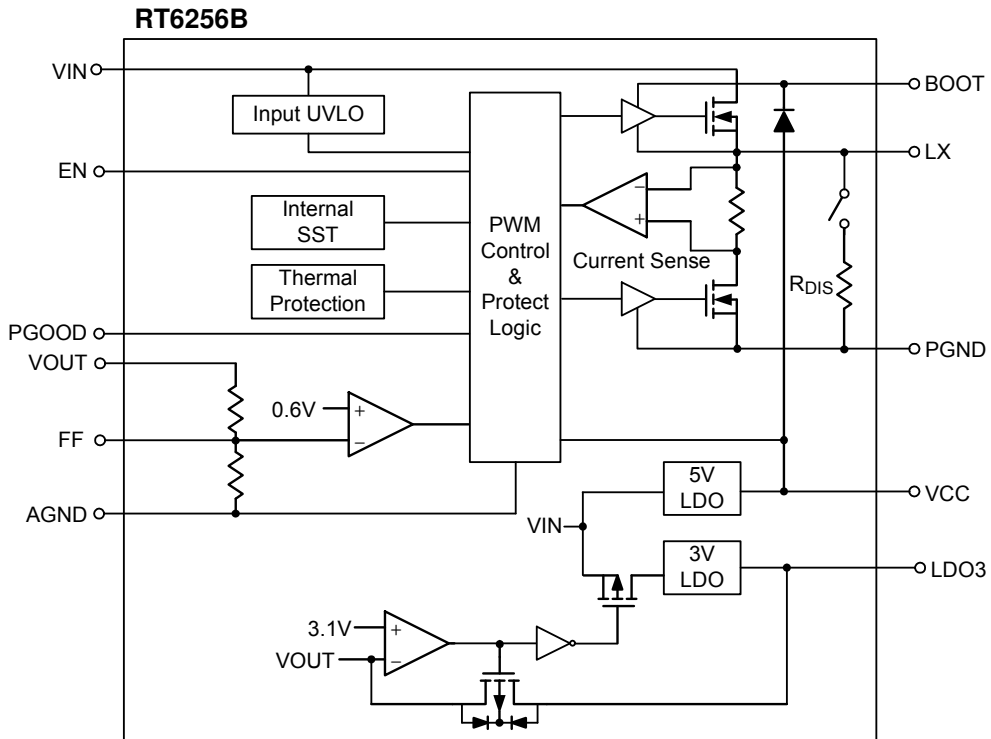 RT6256B
VIN
BOOT
Input UVLO
LX
EN
Internal
SST
PWM
Control
&
Protect
Logic
−
+
Current Sense
RDIS
Thermal
Protection
PGOOD
VOUT
PGND
0.6V
+
−
FF
5V
LDO
VCC
AGND
VIN
3V
LDO
LDO3
3.1V
+
VOUT
−